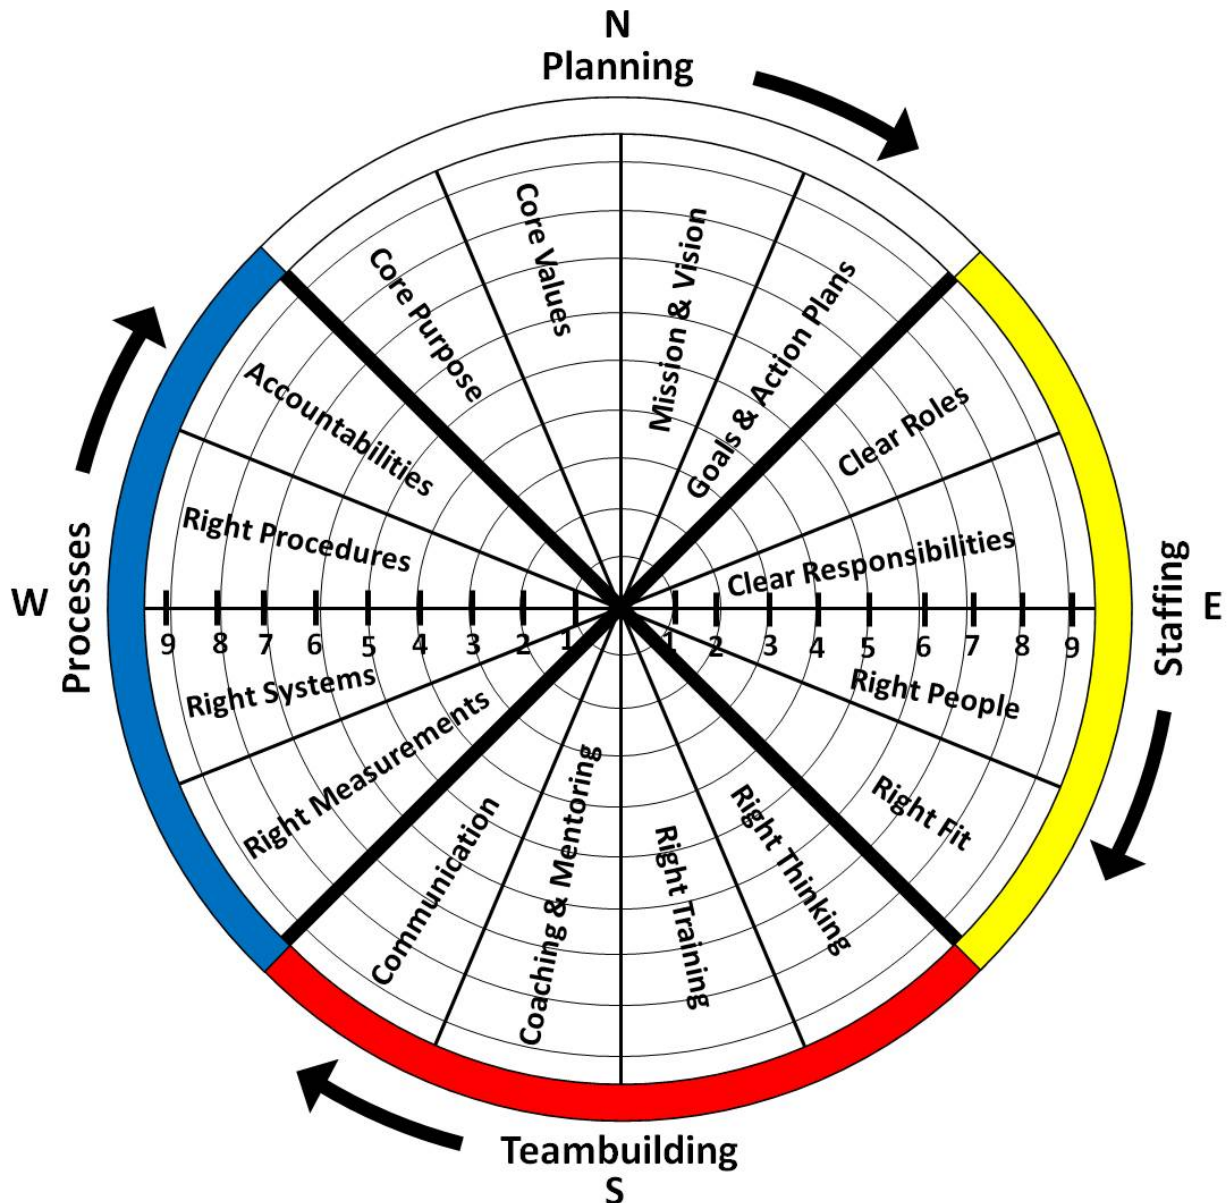 N
Planning
Core Purpose
Core Values
Mission & Vision
Goals & Action Plans
Clear Roles
Clear Responsibilities
Right People
Right Fit
Right Thinking
Right Training
Coaching & Mentoring
Communication
Right Measurements
Right Systems
Right Procedures
Accountabilities
W
Processes
9 8 7 6 5 4 3 2 1 1 2 3 4 5 6 7 8 9
Staffing
E
Teambuilding
S